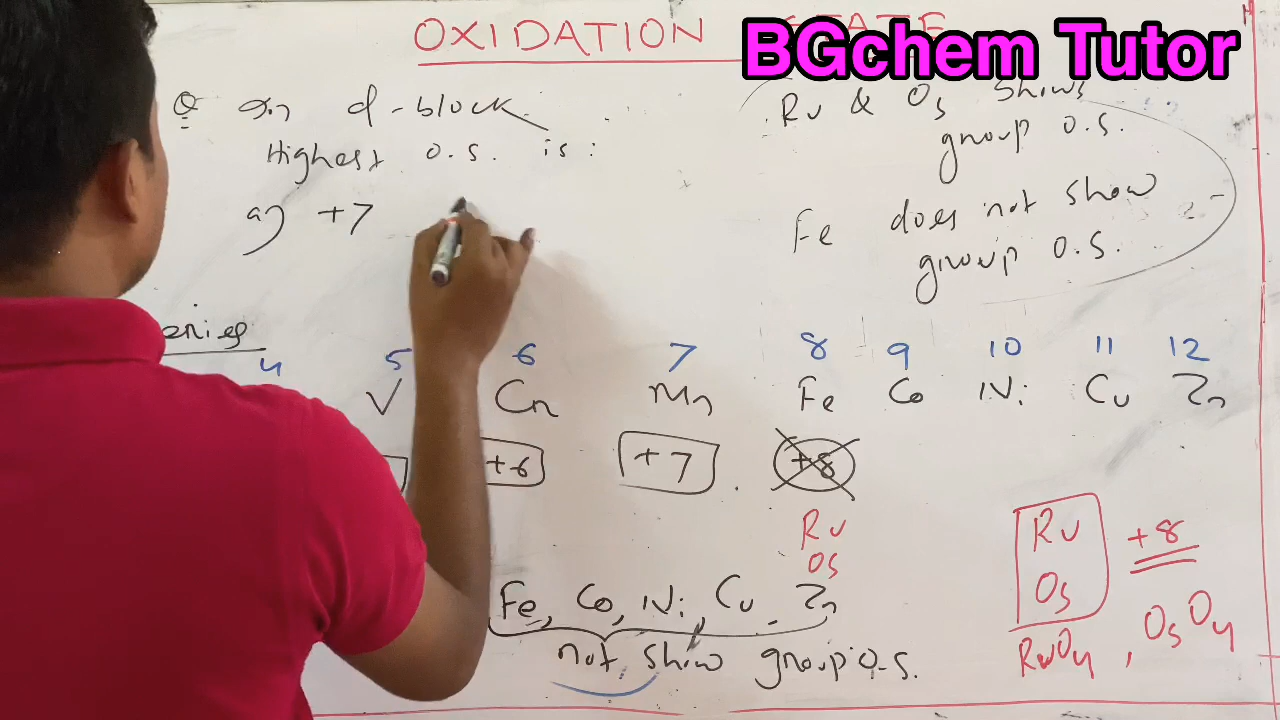 OXIDATION STATE
BGchem Tutor
Q In d-block
Highest O.S. is :
a) +7
Ru & Os shows
group O.S.
Fe does not show
group O.S.
eries
4 5 6 7 8 9 10 11 12
V Cr Mn Fe Co Ni Cu Zn
+6 +7 +8
Ru
Os
Fe, Co, Ni, Cu, Zn
not show group O.S.
Ru
Os
+8
RuO4, OsO4